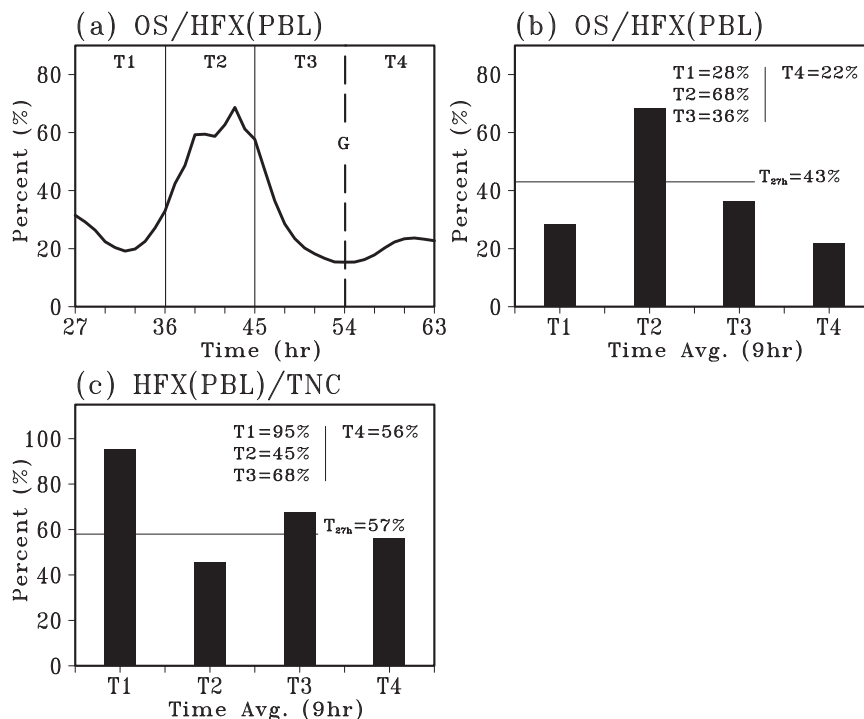 (a) OS/HFX(PBL)
Percent (%)
80
60
40
20
0
T1 T2 T3 T4
G
27 36 45 54 63
Time (hr)
(b) OS/HFX(PBL)
Percent (%)
80
60
40
20
0
T1=28% T4=22%
T2=68%
T3=36%
T27h=43%
T1 T2 T3 T4
Time Avg. (9hr)
(c) HFX(PBL)/TNC
Percent (%)
100
80
60
40
20
0
T1=95% T4=56%
T2=45%
T3=68%
T27h=57%
T1 T2 T3 T4
Time Avg. (9hr)